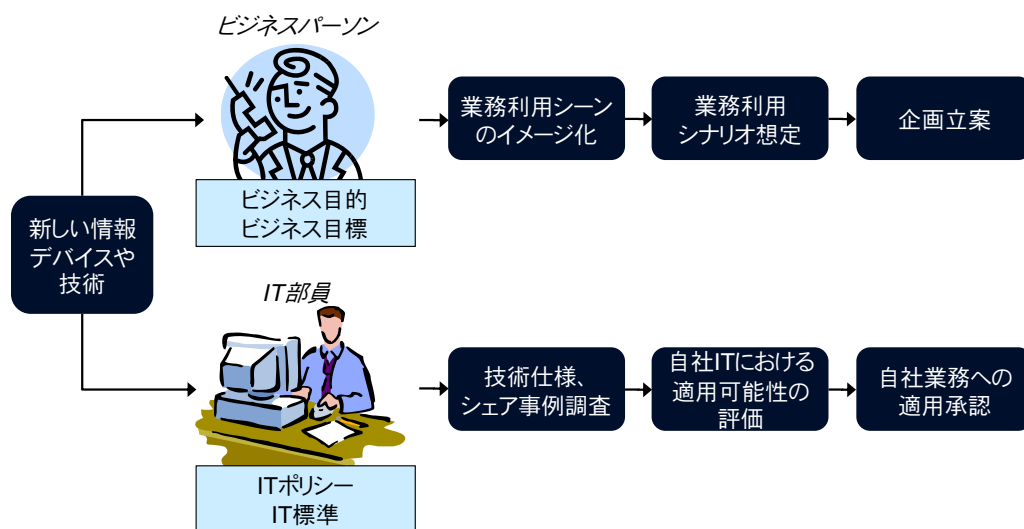 ビジネスパーソン
業務利用シーン
のイメージ化
業務利用
シナリオ想定
企画立案
ビジネス目的
ビジネス目標
新しい情報
デバイスや
技術
IT部員
技術仕様、
シェア事例調査
自社ITにおける
適用可能性の
評価
自社業務への
適用承認
ITポリシー
IT標準